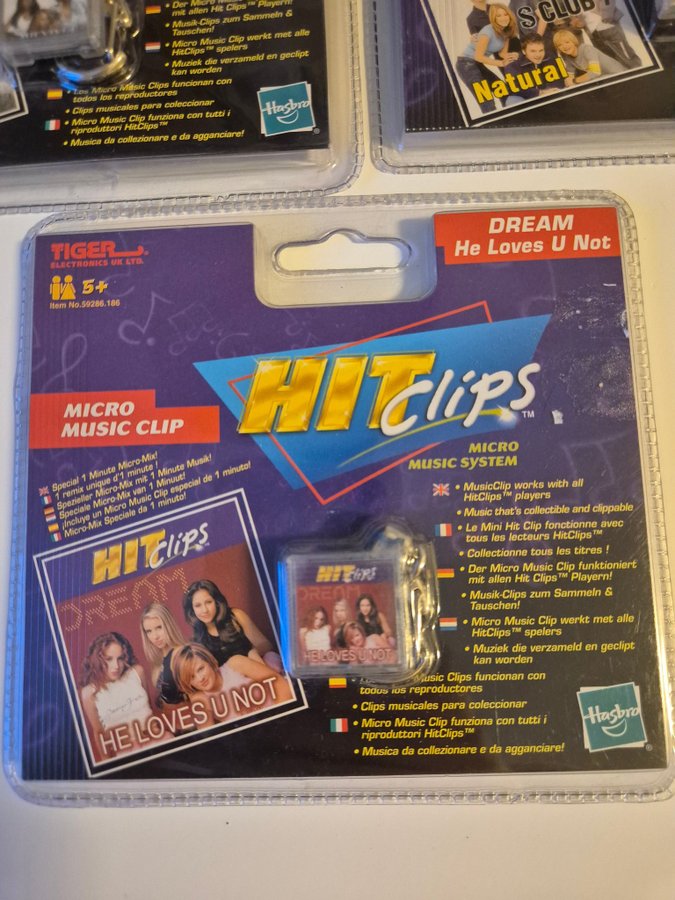 Der Micro Music Clip
mit allen Hit Clips™ Playern!
• Musik-Clips zum Sammeln &
Tauschen!
• Micro Music Clip werkt met alle
HitClips™ spelers
• Muziek die verzameld en geclipt
kan worden
• Los Micro Music Clips funcionan con
todos los reproductores
• Clips musicales para coleccionar
• Micro Music Clip funziona con tutti i
riproduttori HitClips™
• Musica da collezionare e da agganciare!
Hasbro
®
S CLUB 7
Natural
TIGER®
ELECTRONICS UK LTD.
5+
Item No.59286.186
DREAM
He Loves U Not
HIT Clips™
MICRO
MUSIC SYSTEM
MICRO
MUSIC CLIP
Special 1 Minute Micro-Mix!
1 remix unique d'1 minute !
Spezieller Micro-Mix mit 1 Minute Musik!
Speciale Micro-Mix van 1 Minuut!
¡Incluye un Micro Music Clip especial de 1 minuto!
Micro-Mix Speciale da 1 minuto!
HIT Clips™
DREAM
HE LOVES U NOT
HIT Clips
DREAM
HE LOVES U NOT
• MusicClip works with all
HitClips™ players
• Music that's collectible and clippable
• Le Mini Hit Clip fonctionne avec
tous les lecteurs HitClips™
• Collectionne tous les titres !
• Der Micro Music Clip funktioniert
mit allen Hit Clips™ Playern!
• Musik-Clips zum Sammeln &
Tauschen!
• Micro Music Clip werkt met alle
HitClips™ spelers
• Muziek die verzameld en geclipt
kan worden
Micro Music Clips funcionan con
todos los reproductores
• Clips musicales para coleccionar
• Micro Music Clip funziona con tutti i
riproduttori HitClips™
• Musica da collezionare e da agganciare!
Hasbro
®